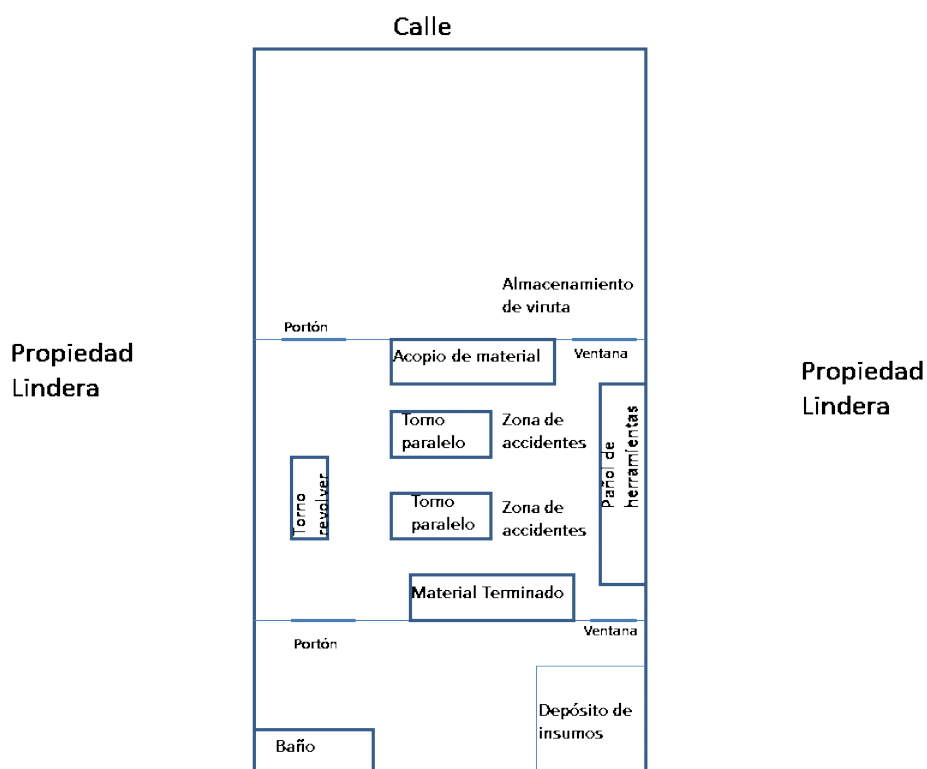 Calle
Almacenamiento
de viruta
Portón
Acopio de material
Ventana
Propiedad
Lindera
Propiedad
Lindera
Torno
paralelo
Zona de
accidentes
Pañol de
herramientas
Torno
revolver
Torno
paralelo
Zona de
accidentes
Material Terminado
Portón
Ventana
Depósito de
insumos
Baño